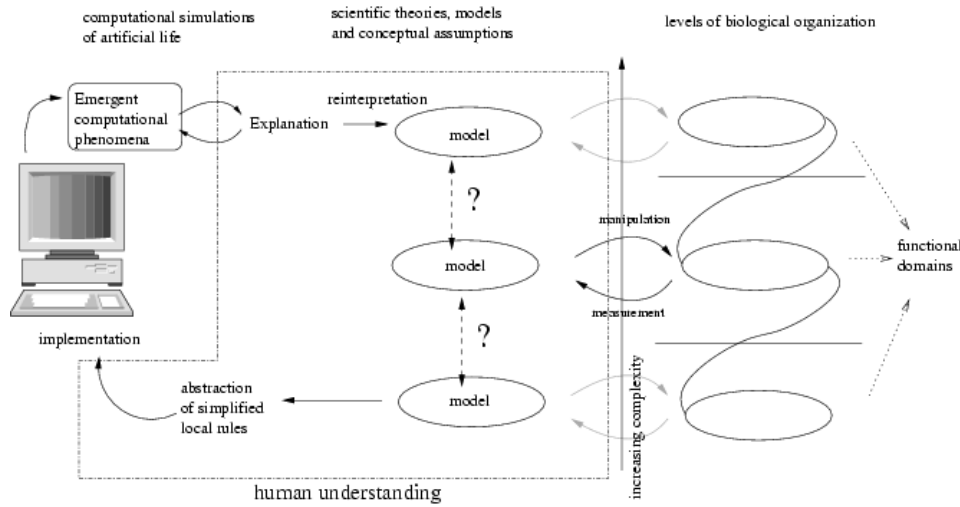 computational simulations
of artificial life
scientific theories, models
and conceptual assumptions
levels of biological organization
Emergent
computational
phenomena
Explanation
reinterpretation
model
?
manipulation
model
functional
domains
measurement
?
implementation
abstraction
of simplified
local rules
model
increasing complexity
human understanding